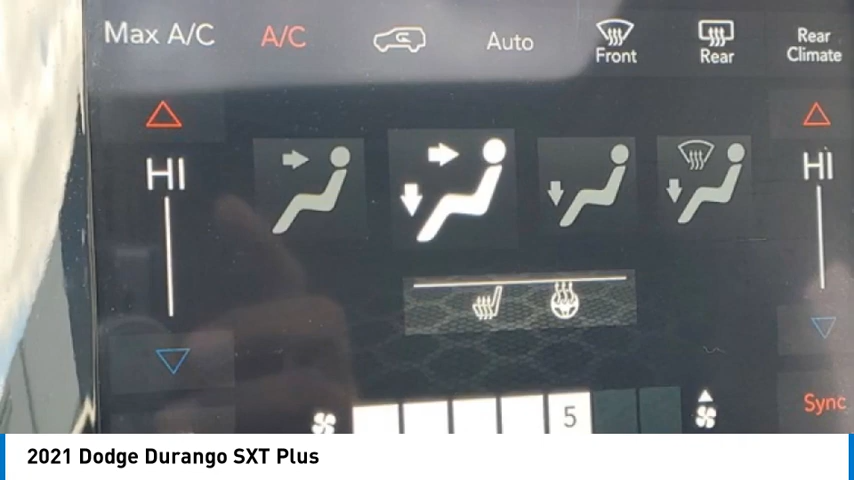 Max A/C
A/C
Auto
Front
Rear
Rear
Climate
HI
HI
5
Sync
2021 Dodge Durango SXT Plus